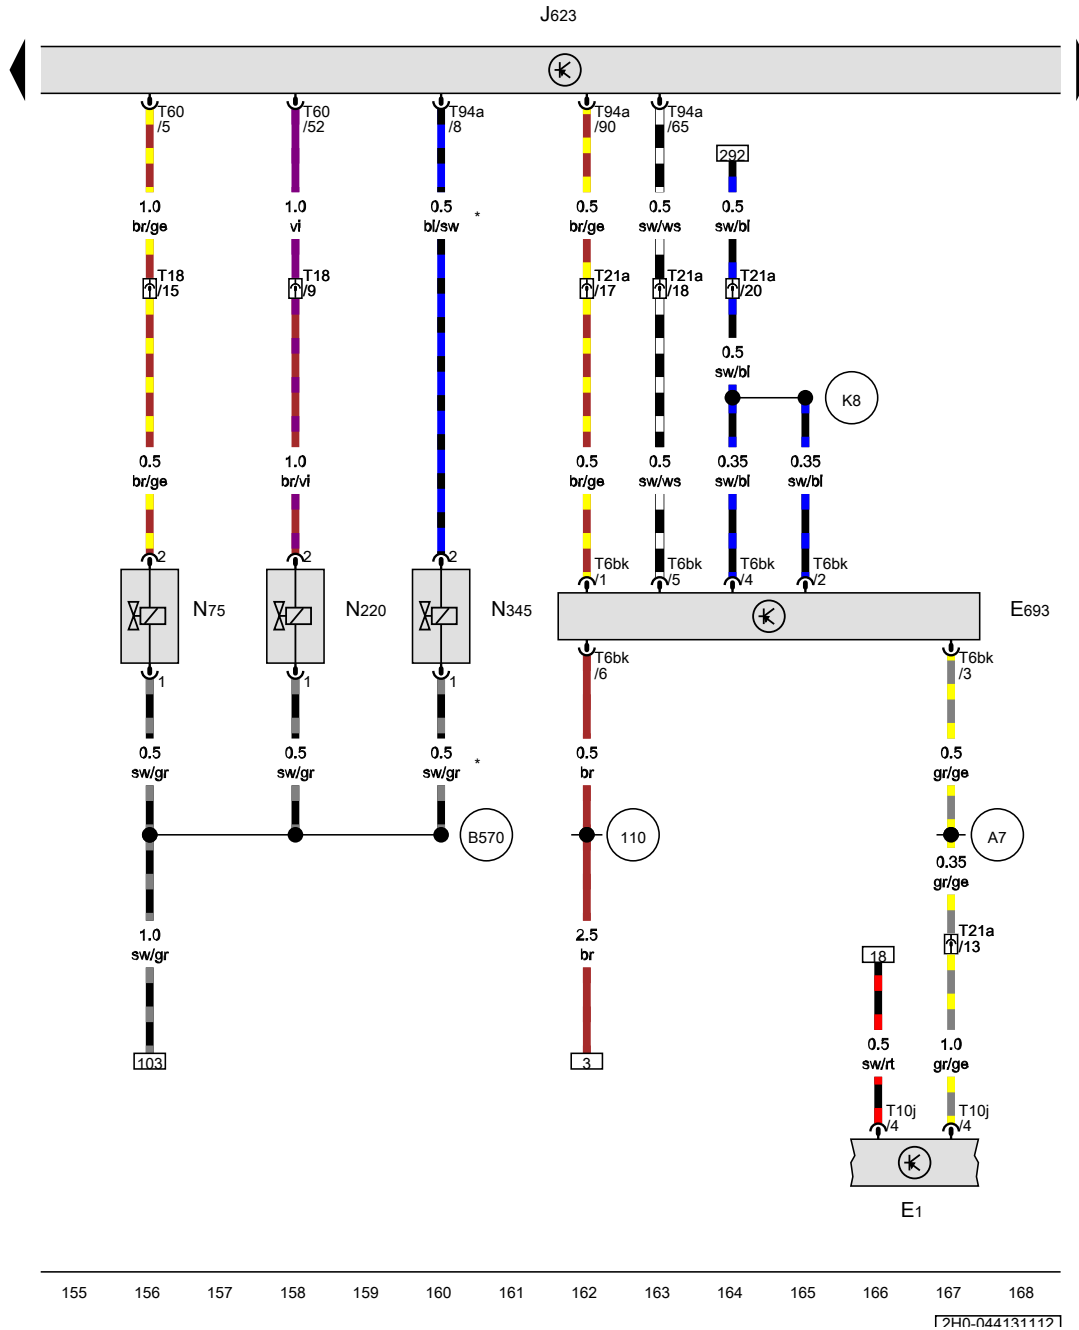 J623
T60
/5
T60
/52
T94a
/8
T94a
/90
T94a
/65
292
1.0
br/ge
1.0
vi
0.5
bl/sw
*
0.5
br/ge
0.5
sw/ws
0.5
sw/bl
T18
/15
T18
/9
T21a
/17
T21a
/18
T21a
/20
0.5
sw/bl
K8
0.5
br/ge
1.0
br/vi
0.5
br/ge
0.5
sw/ws
0.35
sw/bl
0.35
sw/bl
2
2
2
T6bk
/1
T6bk
/5
T6bk
/4
T6bk
/2
N75
N220
N345
E693
1
1
1
T6bk
/6
T6bk
/3
0.5
sw/gr
0.5
sw/gr
0.5
sw/gr
*
0.5
br
0.5
gr/ge
B570
110
A7
0.35
gr/ge
1.0
sw/gr
2.5
br
T21a
/13
18
103
3
0.5
sw/rt
1.0
gr/ge
T10j
/4
T10j
/4
E1
155 156 157 158 159 160 161 162 163 164 165 166 167 168
2H0-044131112